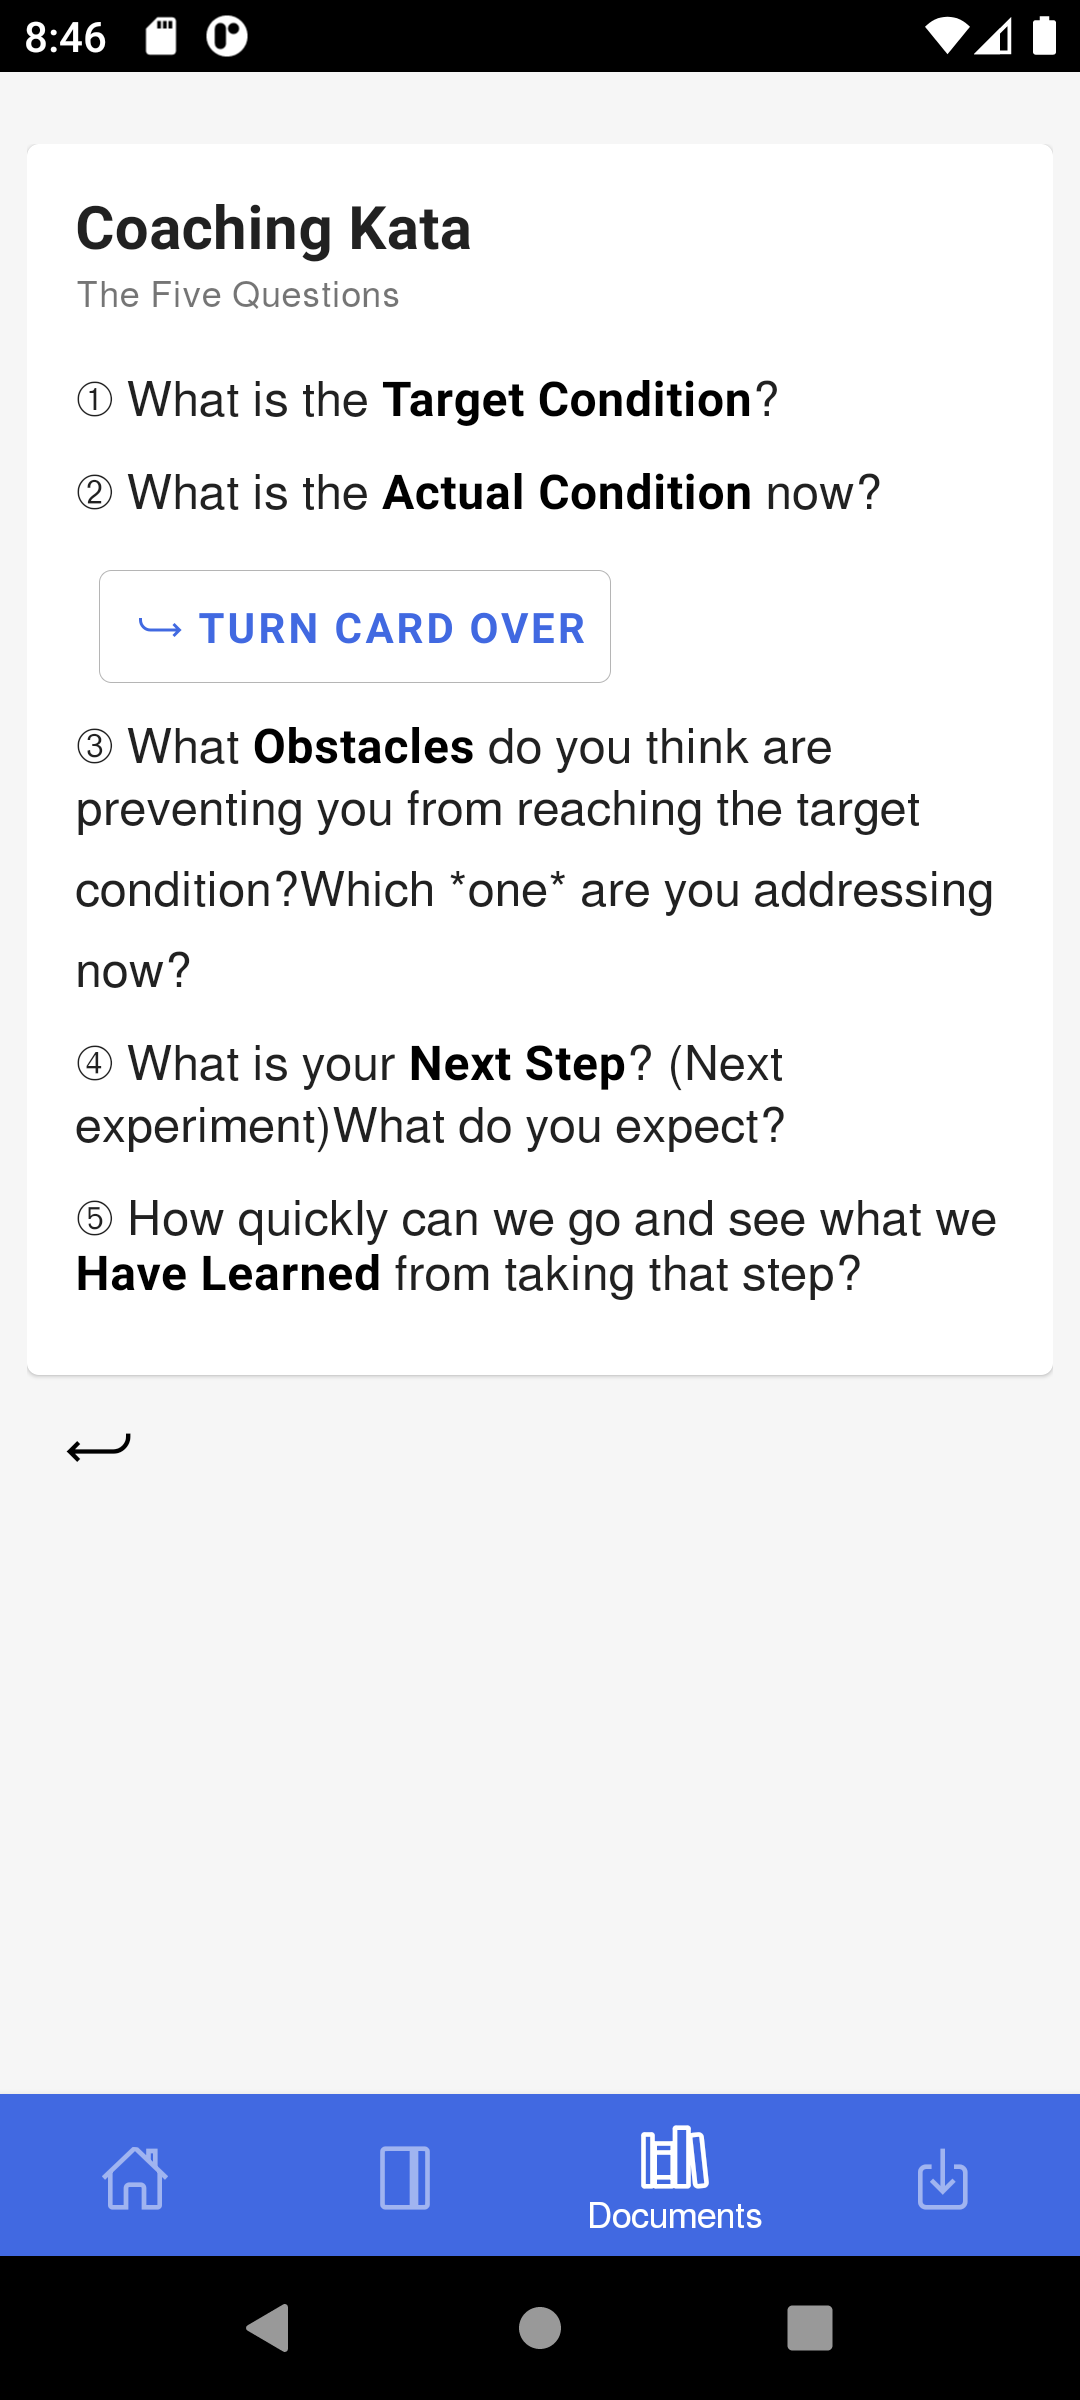 8:46
Coaching Kata
The Five Questions
① What is the Target Condition?
② What is the Actual Condition now?
TURN CARD OVER
③ What Obstacles do you think are
preventing you from reaching the target
condition?Which *one* are you addressing
now?
④ What is your Next Step? (Next
experiment)What do you expect?
⑤ How quickly can we go and see what we
Have Learned from taking that step?
Documents